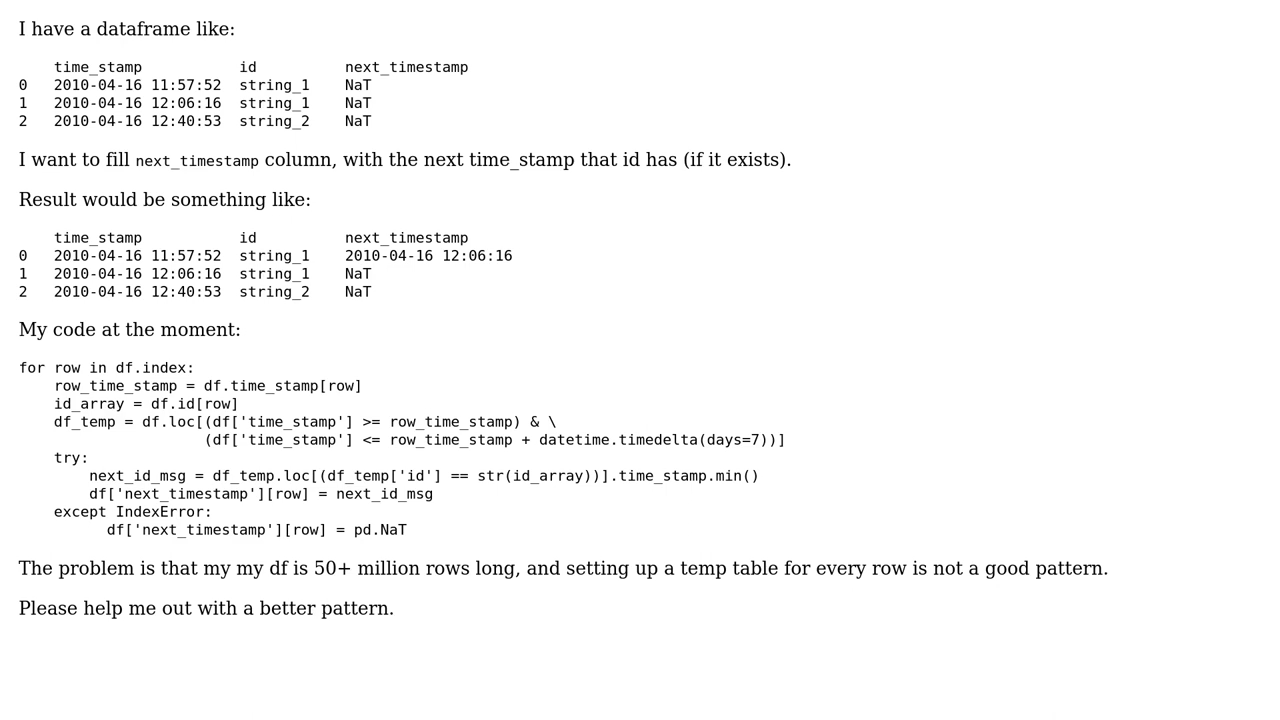 I have a dataframe like:
    time_stamp           id          next_timestamp
0   2010-04-16 11:57:52  string_1    NaT
1   2010-04-16 12:06:16  string_1    NaT
2   2010-04-16 12:40:53  string_2    NaT
I want to fill next_timestamp column, with the next time_stamp that id has (if it exists).
Result would be something like:
    time_stamp           id          next_timestamp
0   2010-04-16 11:57:52  string_1    2010-04-16 12:06:16
1   2010-04-16 12:06:16  string_1    NaT
2   2010-04-16 12:40:53  string_2    NaT
My code at the moment:
for row in df.index:
    row_time_stamp = df.time_stamp[row]
    id_array = df.id[row]
    df_temp = df.loc[(df['time_stamp'] >= row_time_stamp) & \
                     (df['time_stamp'] <= row_time_stamp + datetime.timedelta(days=7))]
    try:
        next_id_msg = df_temp.loc[(df_temp['id'] == str(id_array))].time_stamp.min()
        df['next_timestamp'][row] = next_id_msg
    except IndexError:
          df['next_timestamp'][row] = pd.NaT
The problem is that my my df is 50+ million rows long, and setting up a temp table for every row is not a good pattern.
Please help me out with a better pattern.